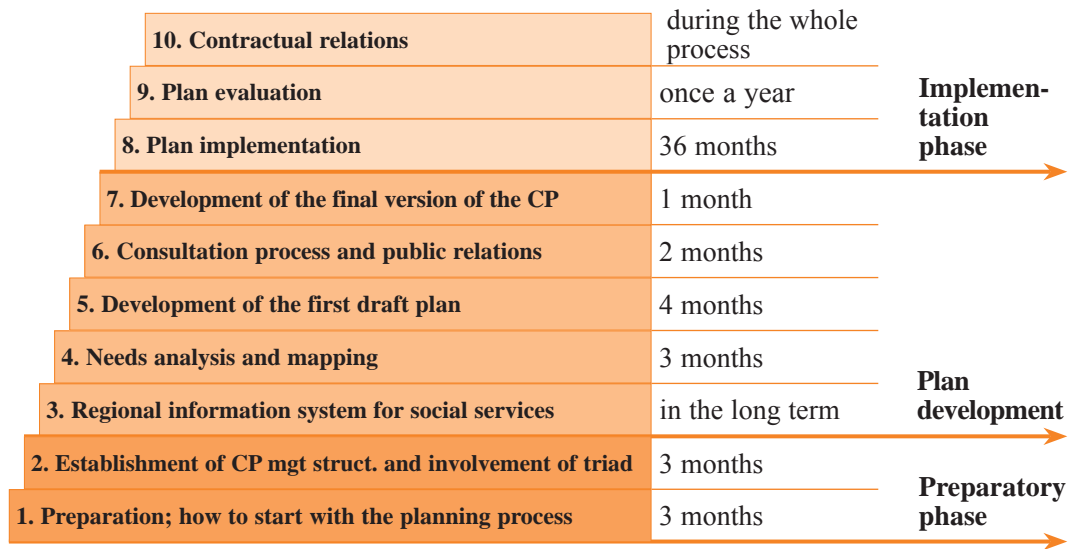 10. Contractual relations
during the whole
process
9. Plan evaluation
once a year
8. Plan implementation
36 months
Implemen-
tation
phase
7. Development of the final version of the CP
1 month
6. Consultation process and public relations
2 months
5. Development of the first draft plan
4 months
4. Needs analysis and mapping
3 months
3. Regional information system for social services
in the long term
Plan
development
2. Establishment of CP mgt struct. and involvement of triad
3 months
1. Preparation; how to start with the planning process
3 months
Preparatory
phase